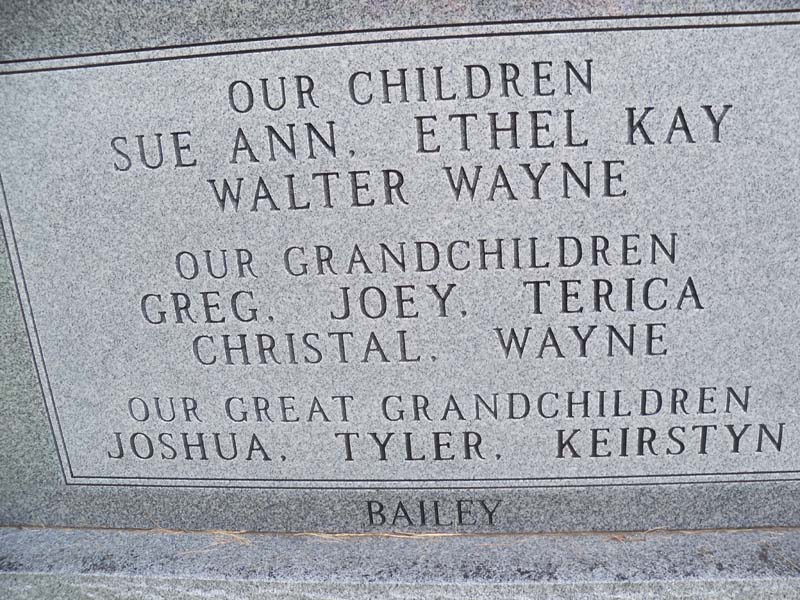 OUR CHILDREN
SUE ANN, ETHEL KAY
WALTER WAYNE
OUR GRANDCHILDREN
GREG, JOEY, TERICA
CHRISTAL, WAYNE
OUR GREAT GRANDCHILDREN
JOSHUA, TYLER, KEIRSTYN
BAILEY